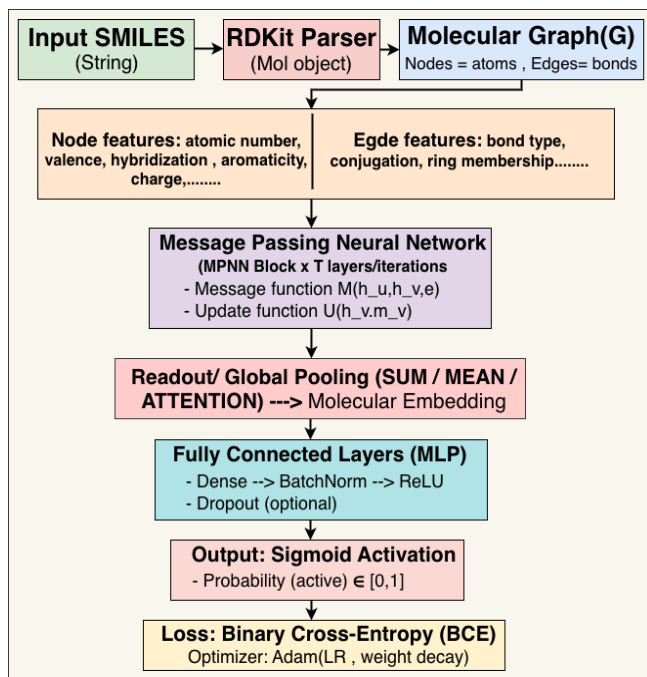 Input SMILES
(String)
RDKit Parser
(Mol object)
Molecular Graph(G)
Nodes = atoms , Edges= bonds
Node features: atomic number,
valence, hybridization , aromaticity,
charge,........
Egde features: bond type,
conjugation, ring membership........
Message Passing Neural Network
(MPNN Block x T layers/iterations
- Message function M(h_u,h_v,e)
- Update function U(h_v.m_v)
Readout/ Global Pooling (SUM / MEAN /
ATTENTION) ---> Molecular Embedding
Fully Connected Layers (MLP)
- Dense --> BatchNorm --> ReLU
- Dropout (optional)
Output: Sigmoid Activation
- Probability (active) ∈ [0,1]
Loss: Binary Cross-Entropy (BCE)
Optimizer: Adam(LR , weight decay)